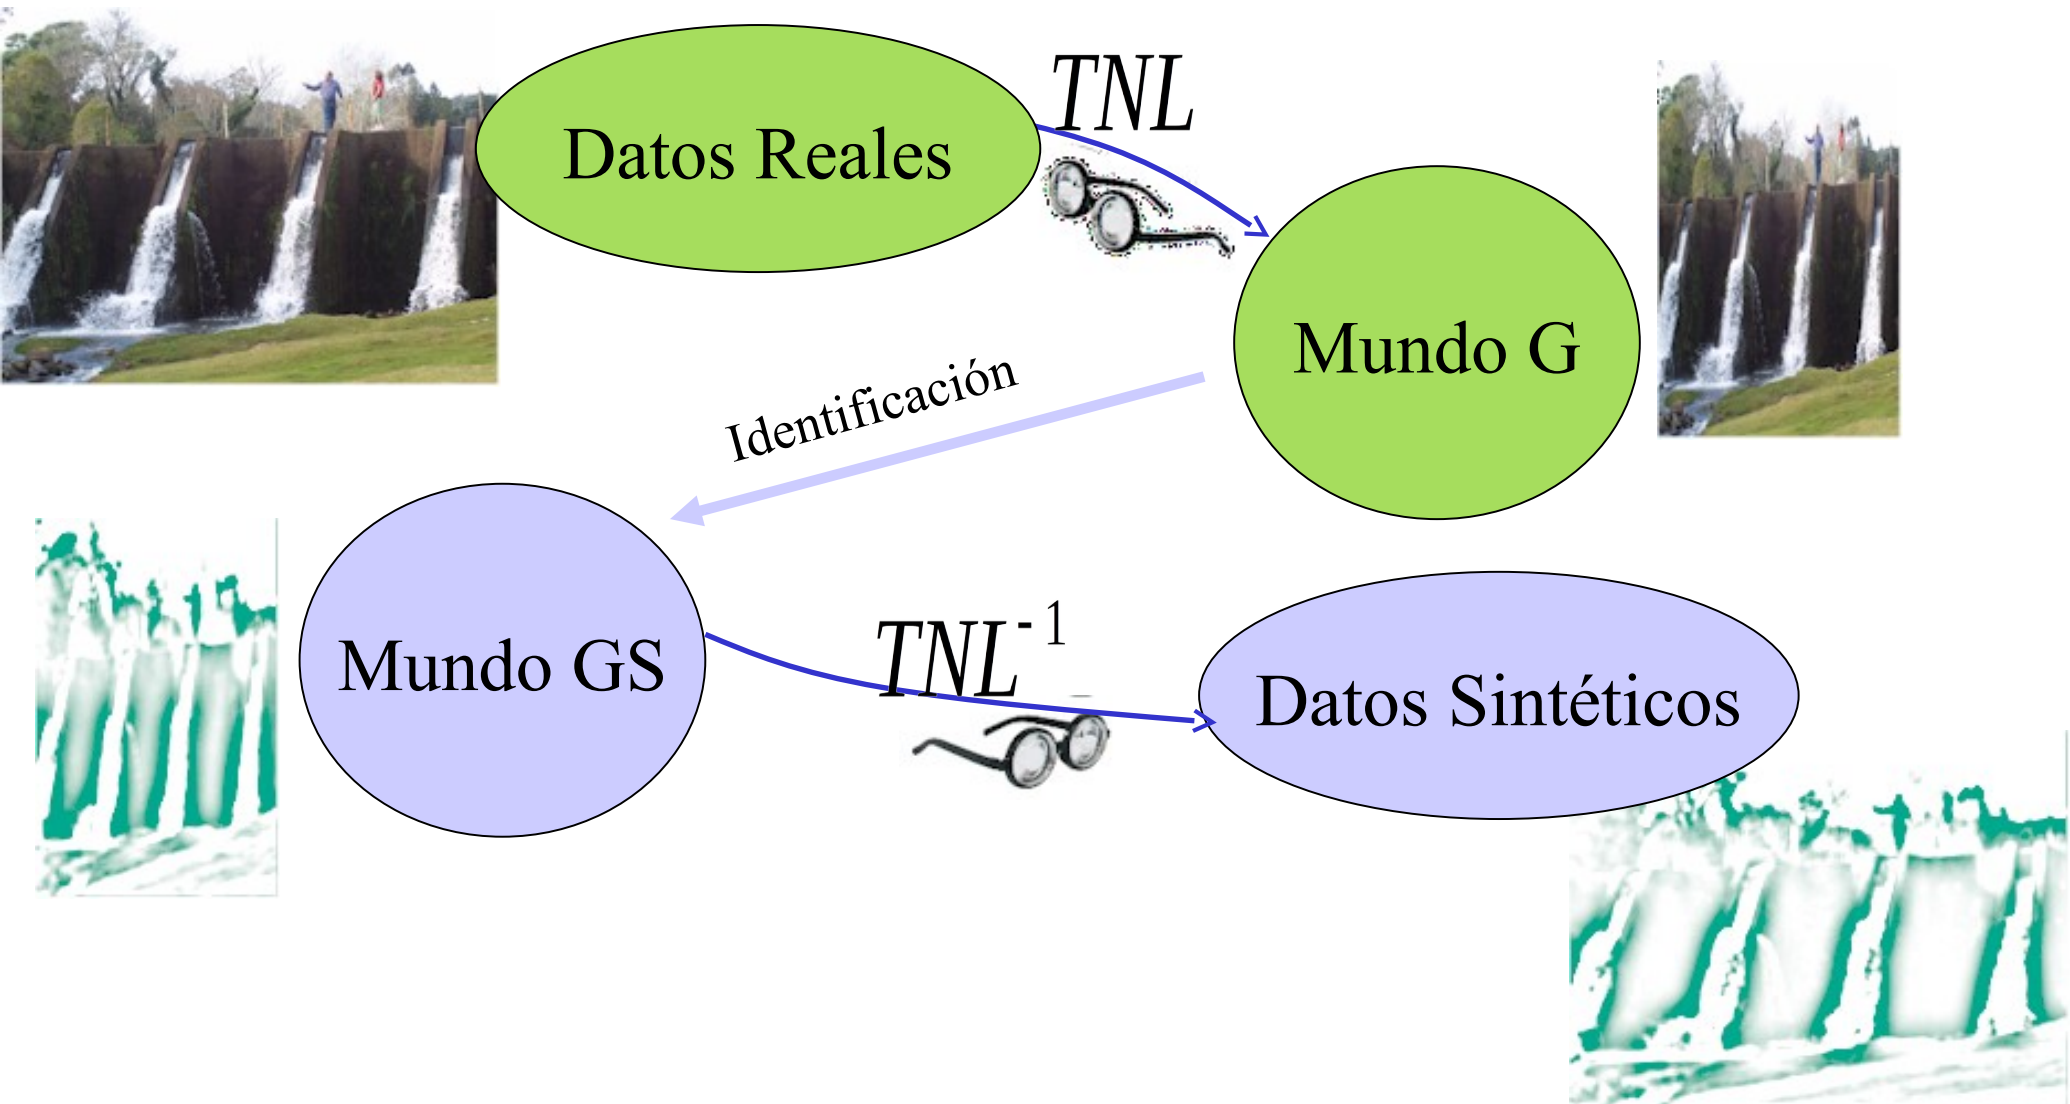 TNL
Datos Reales
Mundo G
Identificación
Mundo GS
TNL⁻¹
Datos Sintéticos